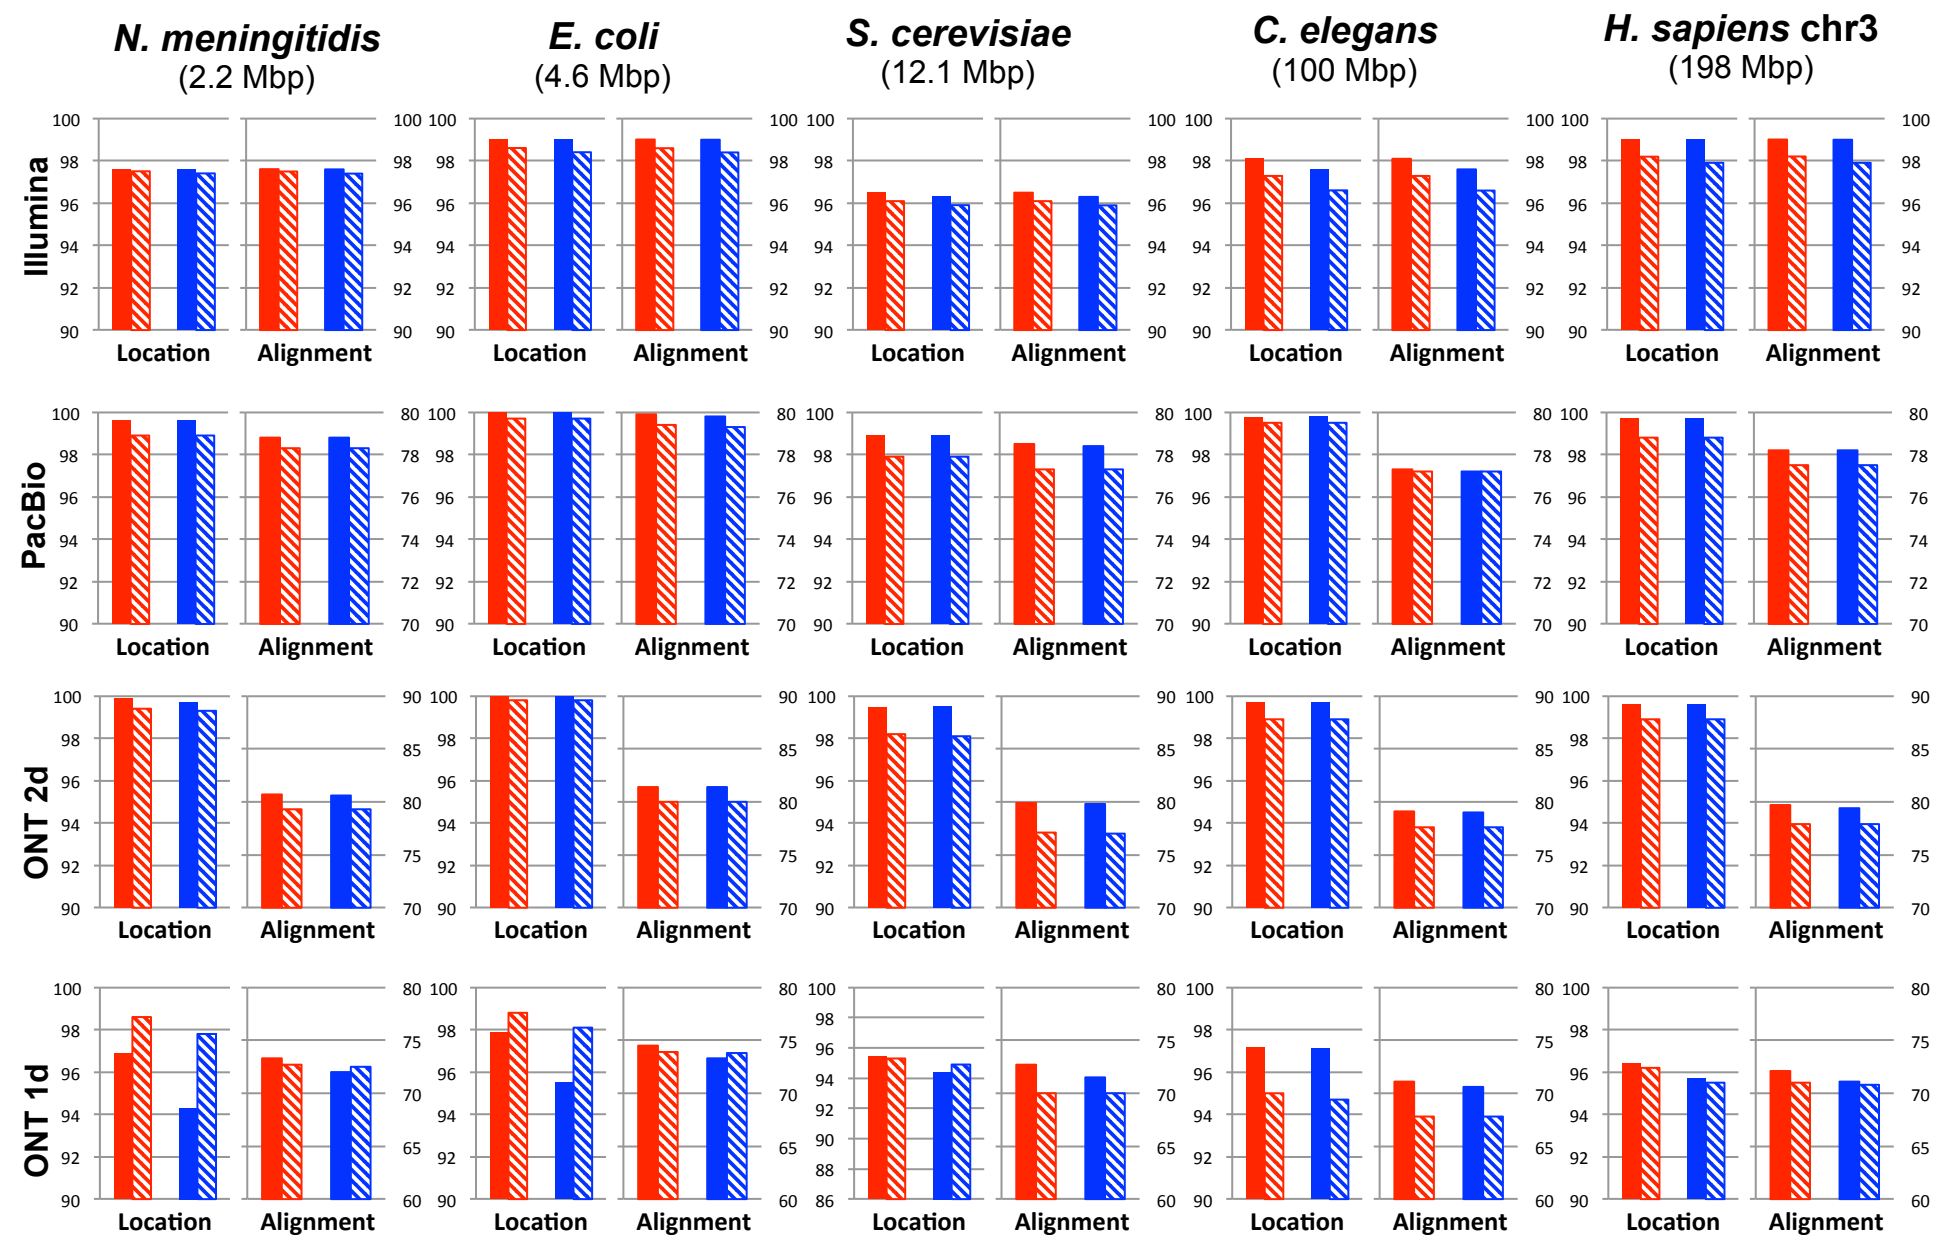 N. meningitidis E. coli S. cerevisiae C. elegans H. sapiens chr3
(2.2 Mbp) (4.6 Mbp) (12.1 Mbp) (100 Mbp) (198 Mbp)
Illumina
100 100 100 100 100 100 100 100 100 100
98 98 98 98 98 98 98 98 98 98
96 96 96 96 96 96 96 96 96 96
94 94 94 94 94 94 94 94 94 94
92 92 92 92 92 92 92 92 92 92
90 90 90 90 90 90 90 90 90 90
Location Alignment Location Alignment Location Alignment Location Alignment Location Alignment
PacBio
100 80 100 80 100 80 100 80 100 80
98 78 98 78 98 78 98 78 98 78
96 76 96 76 96 76 96 76 96 76
94 74 94 74 94 74 94 74 94 74
92 72 92 72 92 72 92 72 92 72
90 70 90 70 90 70 90 70 90 70
Location Alignment Location Alignment Location Alignment Location Alignment Location Alignment
ONT 2d
100 90 100 90 100 90 100 90 100 90
98 85 98 85 98 85 98 85 98 85
96 80 96 80 96 80 96 80 96 80
94 75 94 75 94 75 94 75 94 75
92 92 92 92 92
90 70 90 70 90 70 90 70 90 70
Location Alignment Location Alignment Location Alignment Location Alignment Location Alignment
ONT 1d
100 80 100 80 100 80 100 80 100 80
98 75 98 75 98 75 98 75 98 75
96 70 96 70 96 70 96 70 96 70
94 65 94 65 94 65 94 65 94 65
92 92 92 92 92
90 60 90 60 90 60 90 60 90 60
88
86
Location Alignment Location Alignment Location Alignment Location Alignment Location Alignment